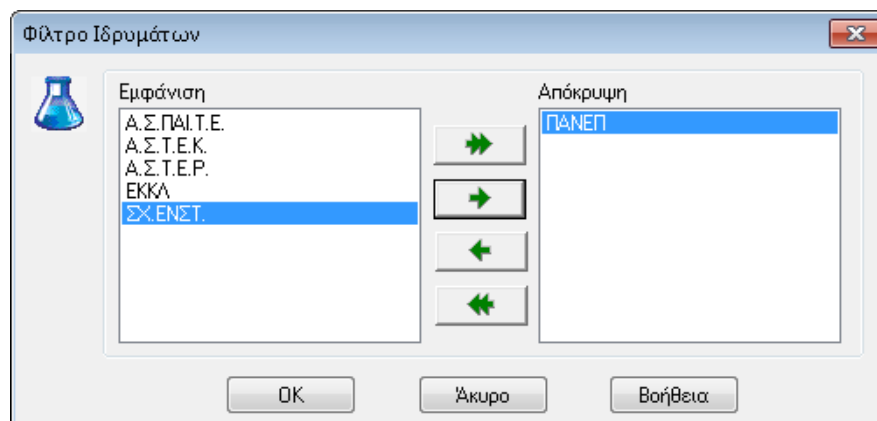 Φίλτρο Ιδρυμάτων
Εμφάνιση
Α.Σ.ΠΑΙ.Τ.Ε.
Α.Σ.Τ.Ε.Κ.
Α.Σ.Τ.Ε.Ρ.
ΕΚΚΛ
ΣΧ.ΕΝΣΤ.
Απόκρυψη
ΠΑΝΕΠ
OK
Άκυρο
Βοήθεια